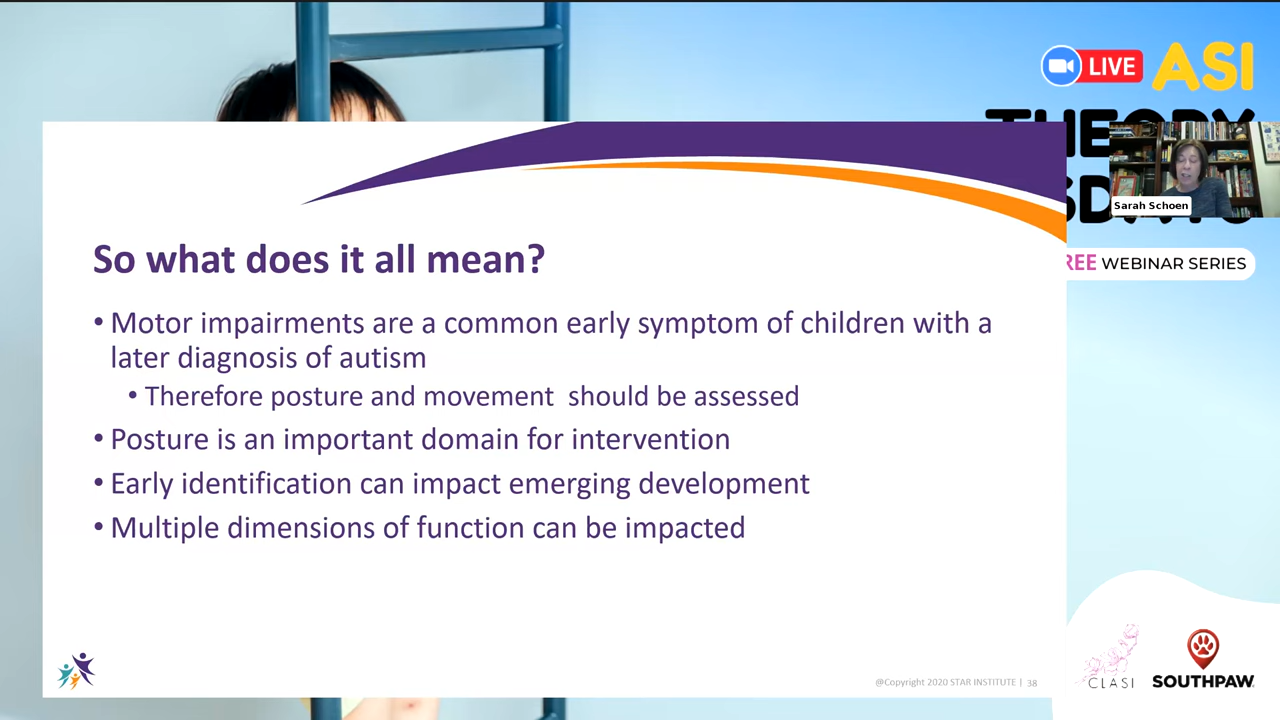 LIVE
ASI
Sarah Schoen
WEBINAR SERIES
So what does it all mean?
• Motor impairments are a common early symptom of children with a
later diagnosis of autism
• Therefore posture and movement  should be assessed
• Posture is an important domain for intervention
• Early identification can impact emerging development
• Multiple dimensions of function can be impacted
@Copyright 2020 STAR INSTITUTE | 38
CLASI
SOUTHPAW